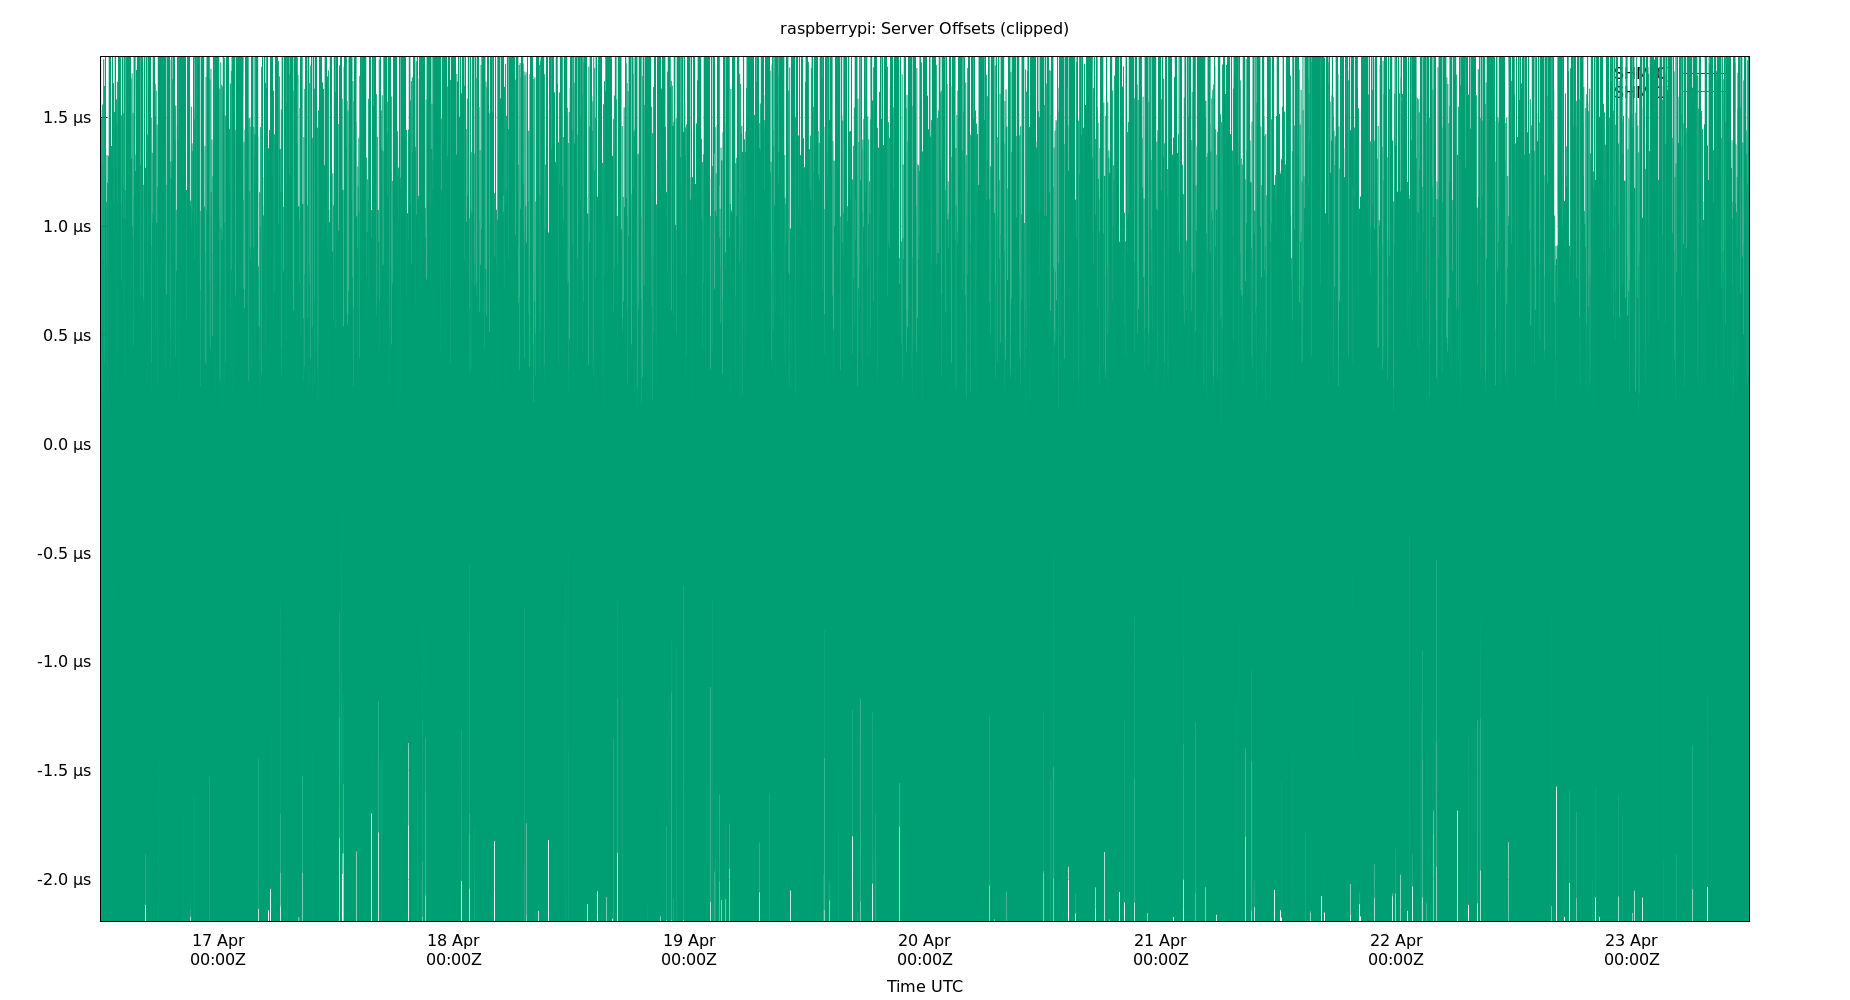 raspberrypi: Server Offsets (clipped)
1.5 µs
1.0 µs
0.5 µs
0.0 µs
-0.5 µs
-1.0 µs
-1.5 µs
-2.0 µs
17 Apr
00:00Z
18 Apr
00:00Z
19 Apr
00:00Z
20 Apr
00:00Z
21 Apr
00:00Z
22 Apr
00:00Z
23 Apr
00:00Z
Time UTC